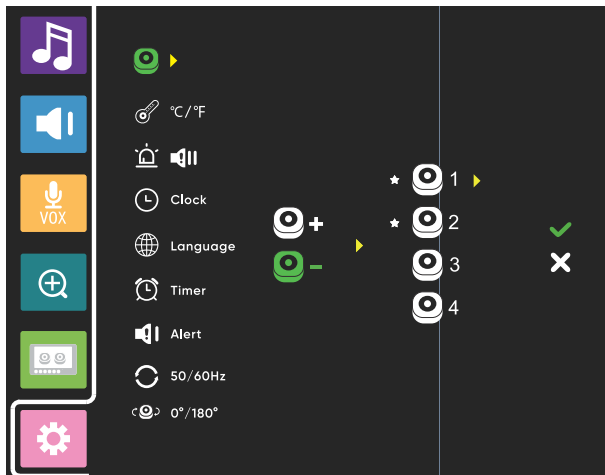 VOX
°C/°F
Clock
Language
Timer
Alert
50/60Hz
0°/180°
+
-
1
2
3
4